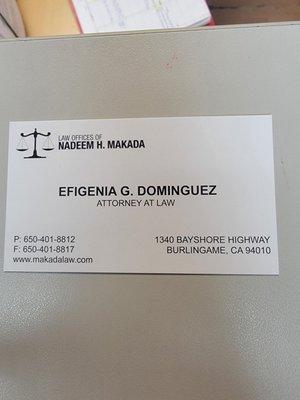 LAW OFFICES OF
NADEEM H. MAKADA
EFIGENIA G. DOMINGUEZ
ATTORNEY AT LAW
P: 650-401-8812
F: 650-401-8817
www.makadalaw.com
1340 BAYSHORE HIGHWAY
BURLINGAME, CA 94010